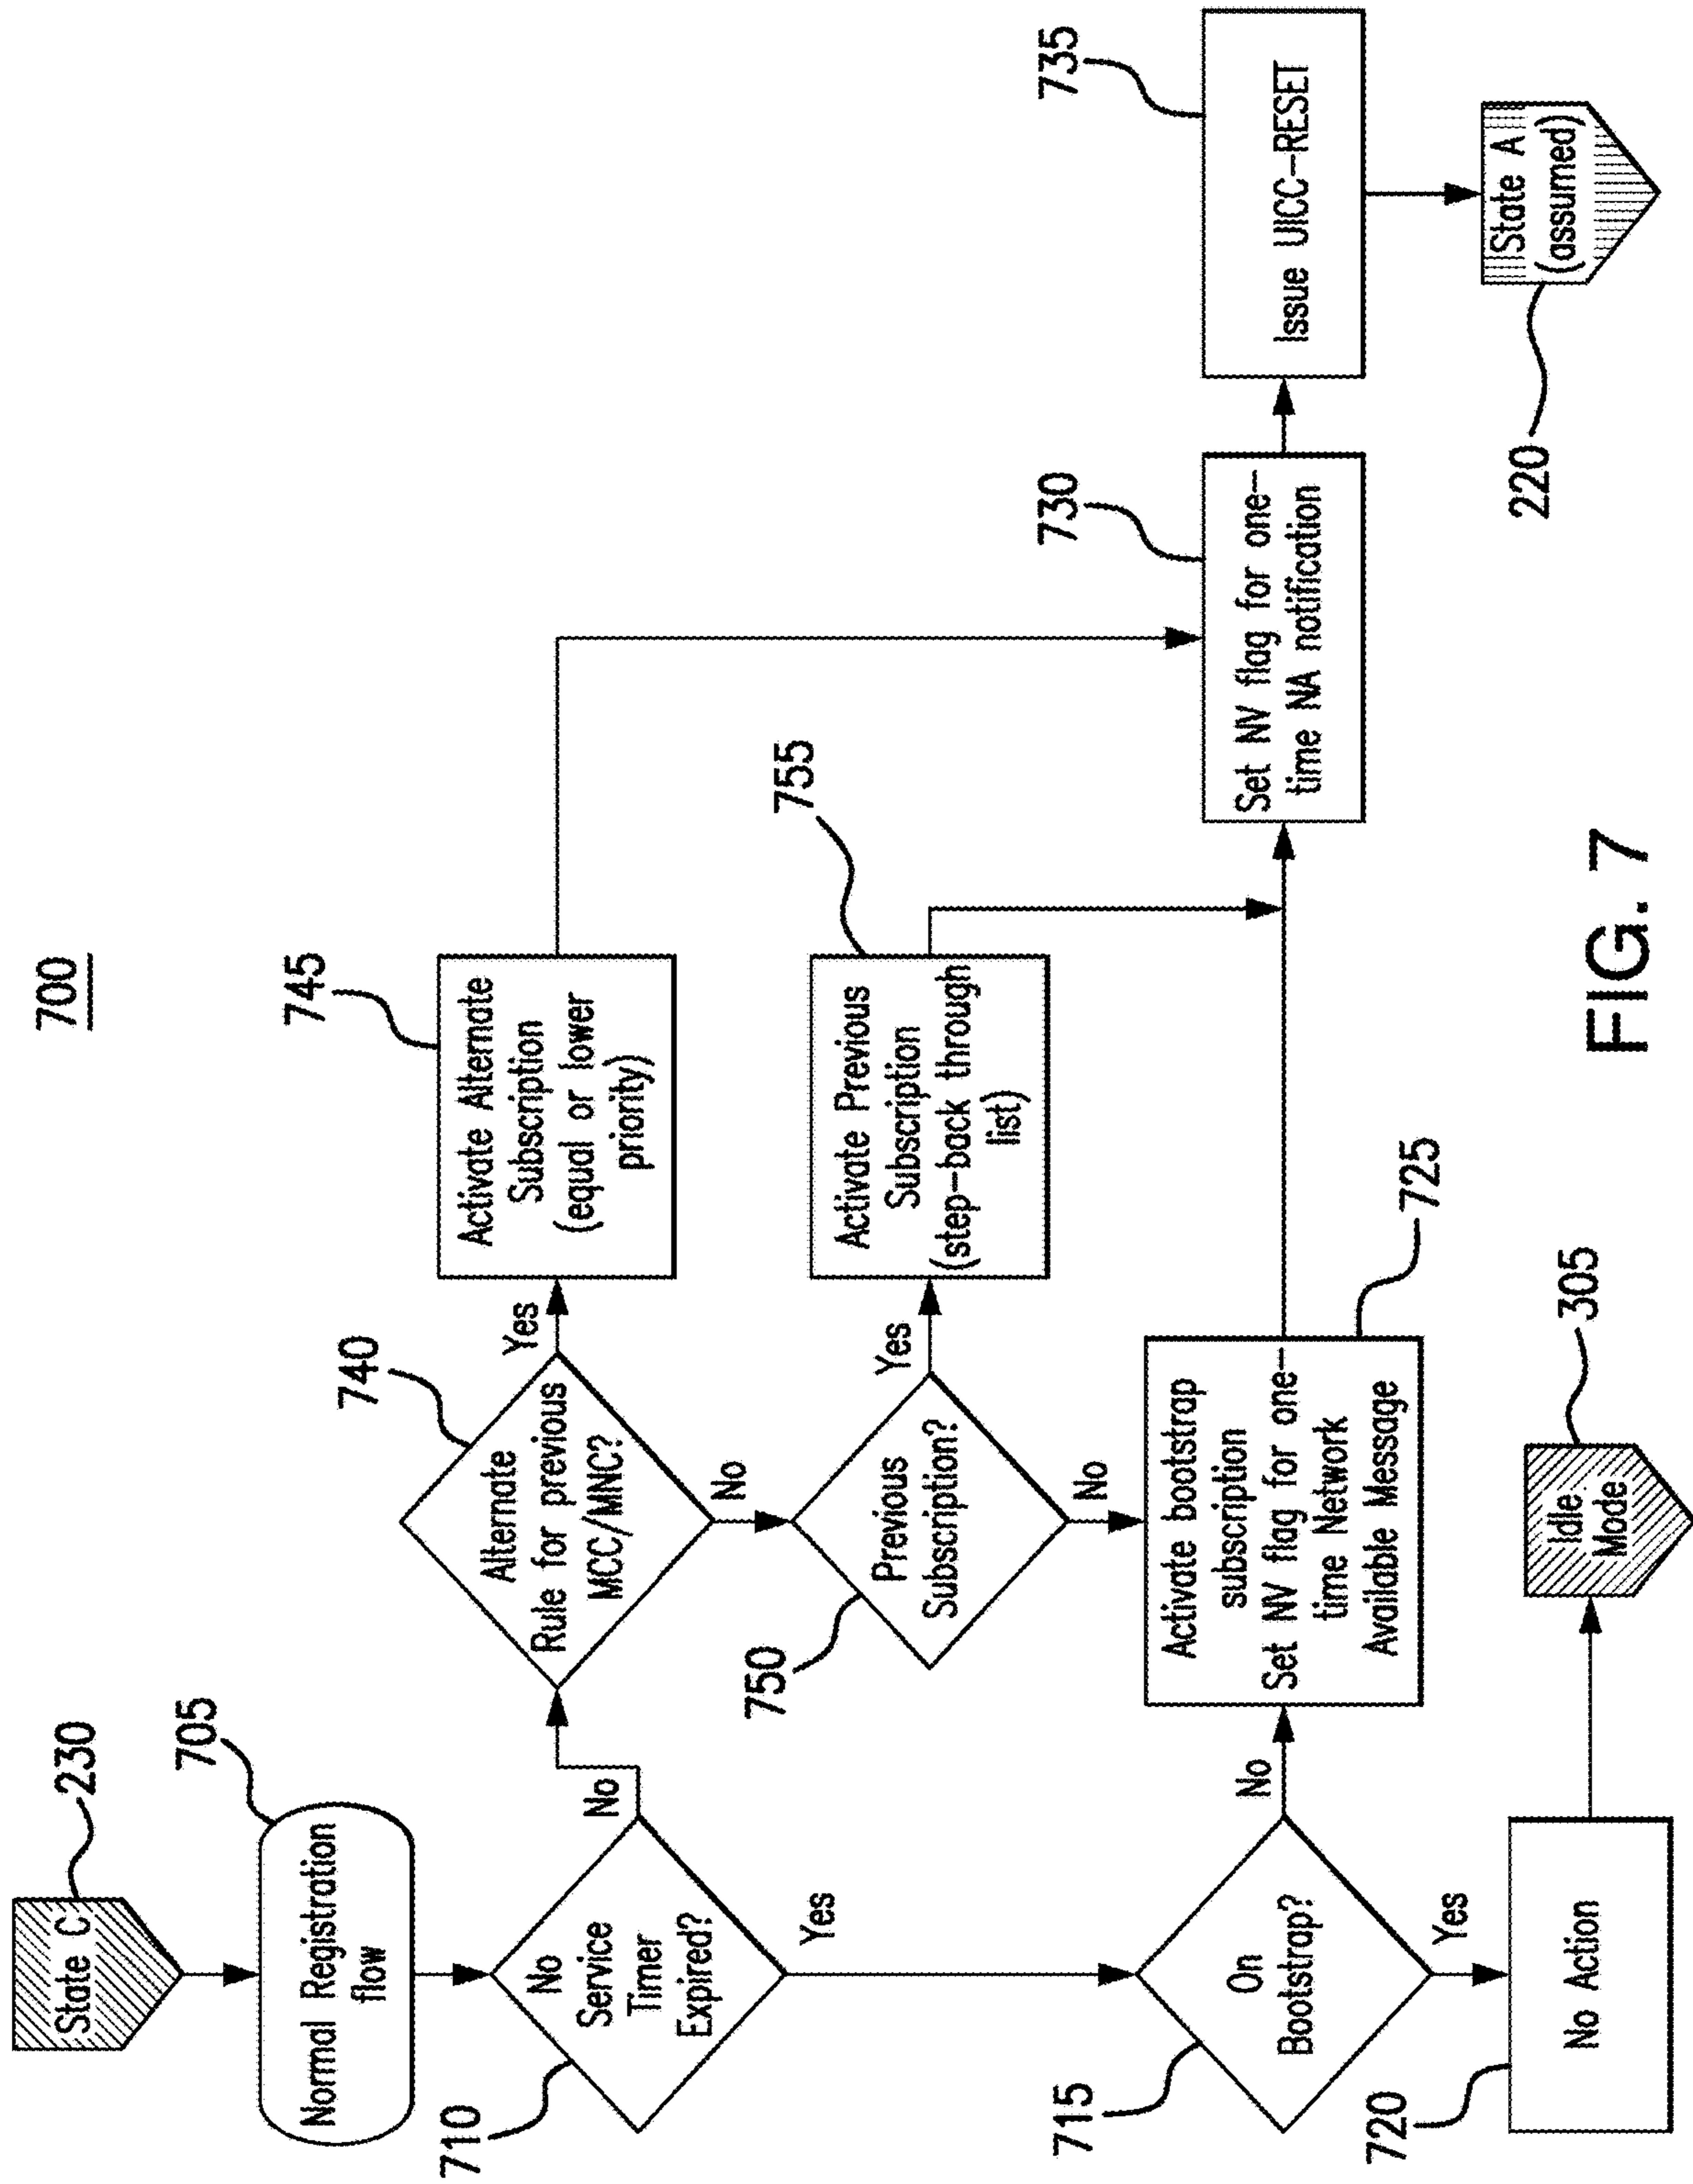 700
State C
230
Normal Registration
flow
705
No
Service
Timer
Expired?
710
No
Yes
Alternate
Rule for previous
MCC/MNC?
740
Yes
No
Activate Alternate
Subscription
(equal or lower
priority)
745
Previous
Subscription?
750
Yes
No
Activate Previous
Subscription
(step-back through
list)
755
On
Bootstrap?
715
No
Yes
Activate bootstrap
subscription
Set NV flag for one-
time Network
Available Message
725
Set NV flag for one-
time NA notification
730
Issue UICC-RESET
735
State A
(assumed)
220
No Action
720
Idle
Mode
305
FIG. 7